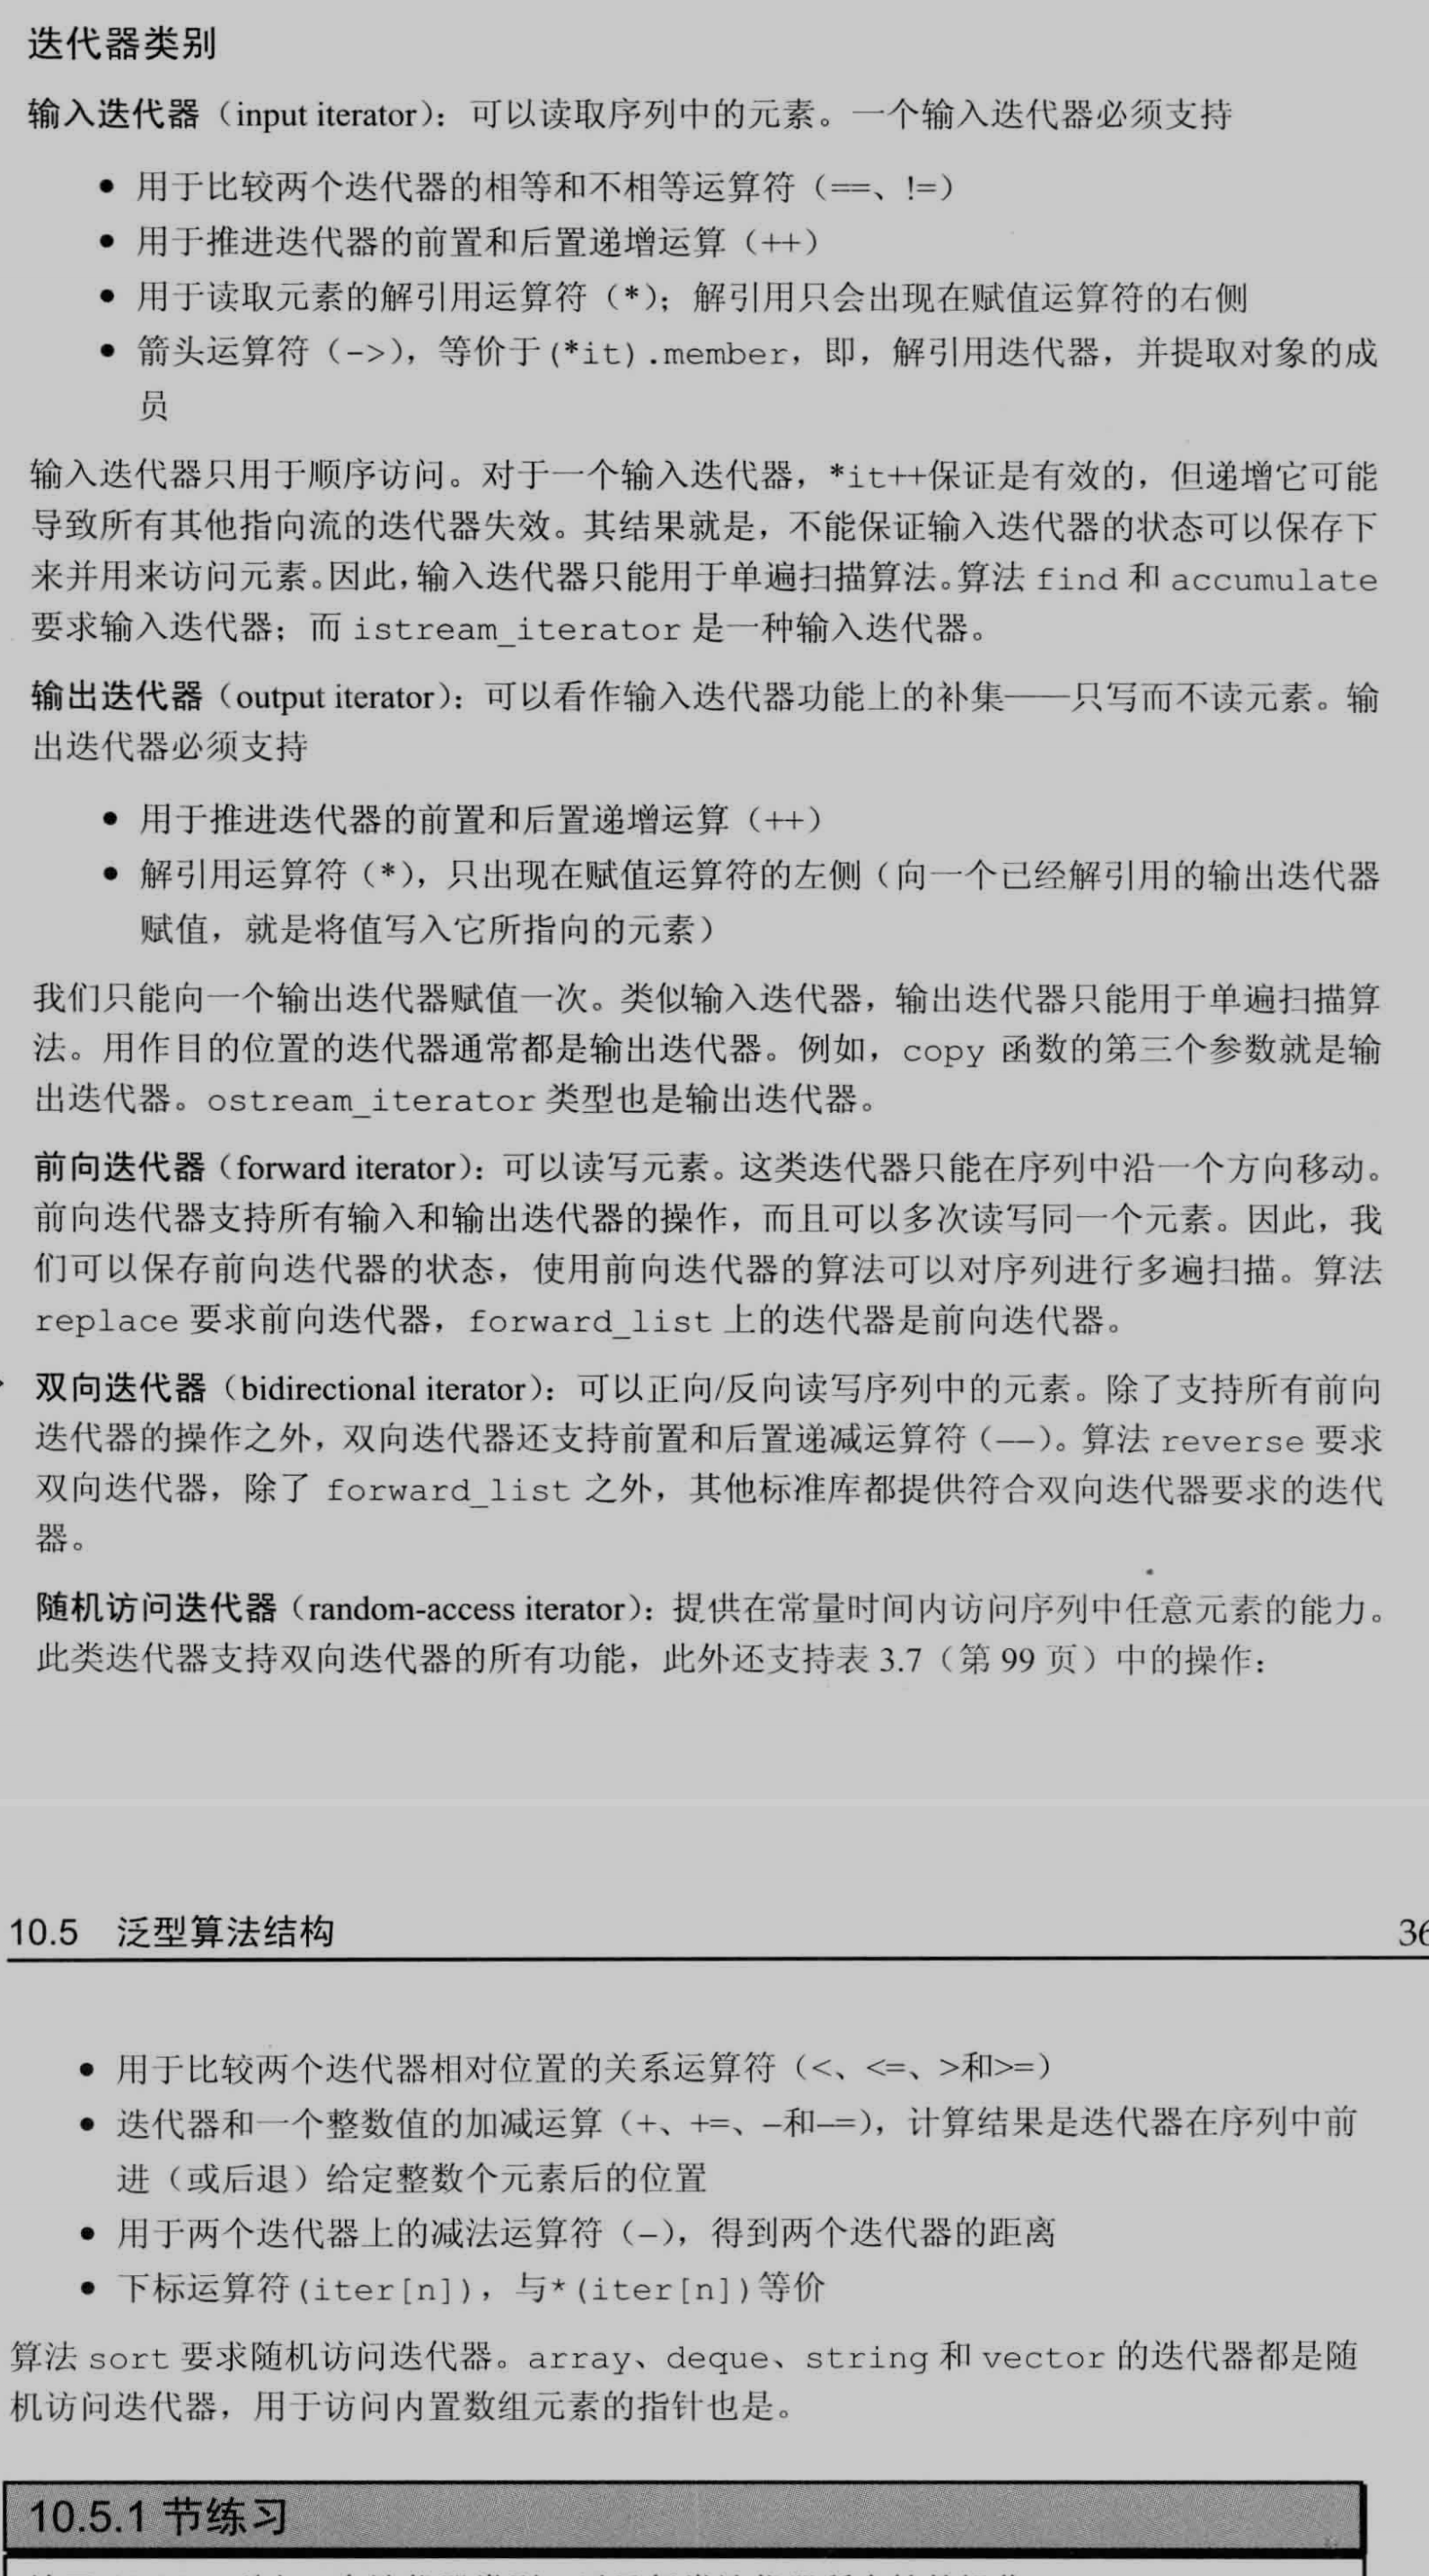 迭代器类别
输入迭代器（input iterator）：可以读取序列中的元素。一个输入迭代器必须支持
● 用于比较两个迭代器的相等和不相等运算符（==、!=）
● 用于推进迭代器的前置和后置递增运算（++）
● 用于读取元素的解引用运算符（*）；解引用只会出现在赋值运算符的右侧
● 箭头运算符（->），等价于(*it).member，即，解引用迭代器，并提取对象的成
员
输入迭代器只用于顺序访问。对于一个输入迭代器，*it++保证是有效的，但递增它可能
导致所有其他指向流的迭代器失效。其结果就是，不能保证输入迭代器的状态可以保存下
来并用来访问元素。因此，输入迭代器只能用于单遍扫描算法。算法 find 和 accumulate
要求输入迭代器；而 istream_iterator 是一种输入迭代器。
输出迭代器（output iterator）：可以看作输入迭代器功能上的补集——只写而不读元素。输
出迭代器必须支持
● 用于推进迭代器的前置和后置递增运算（++）
● 解引用运算符（*），只出现在赋值运算符的左侧（向一个已经解引用的输出迭代器
赋值，就是将值写入它所指向的元素）
我们只能向一个输出迭代器赋值一次。类似输入迭代器，输出迭代器只能用于单遍扫描算
法。用作目的位置的迭代器通常都是输出迭代器。例如，copy 函数的第三个参数就是输
出迭代器。ostream_iterator 类型也是输出迭代器。
前向迭代器（forward iterator）：可以读写元素。这类迭代器只能在序列中沿一个方向移动。
前向迭代器支持所有输入和输出迭代器的操作，而且可以多次读写同一个元素。因此，我
们可以保存前向迭代器的状态，使用前向迭代器的算法可以对序列进行多遍扫描。算法
replace 要求前向迭代器，forward_list 上的迭代器是前向迭代器。
双向迭代器（bidirectional iterator）：可以正向/反向读写序列中的元素。除了支持所有前向
迭代器的操作之外，双向迭代器还支持前置和后置递减运算符（--）。算法 reverse 要求
双向迭代器，除了 forward_list 之外，其他标准库都提供符合双向迭代器要求的迭代
器。
随机访问迭代器（random-access iterator）：提供在常量时间内访问序列中任意元素的能力。
此类迭代器支持双向迭代器的所有功能，此外还支持表 3.7（第 99 页）中的操作：
10.5 泛型算法结构 36
● 用于比较两个迭代器相对位置的关系运算符（<、<=、>和>=）
● 迭代器和一个整数值的加减运算（+、+=、-和-=），计算结果是迭代器在序列中前
进（或后退）给定整数个元素后的位置
● 用于两个迭代器上的减法运算符（-），得到两个迭代器的距离
● 下标运算符(iter[n])，与*(iter[n])等价
算法 sort 要求随机访问迭代器。array、deque、string 和 vector 的迭代器都是随
机访问迭代器，用于访问内置数组元素的指针也是。
10.5.1 节练习